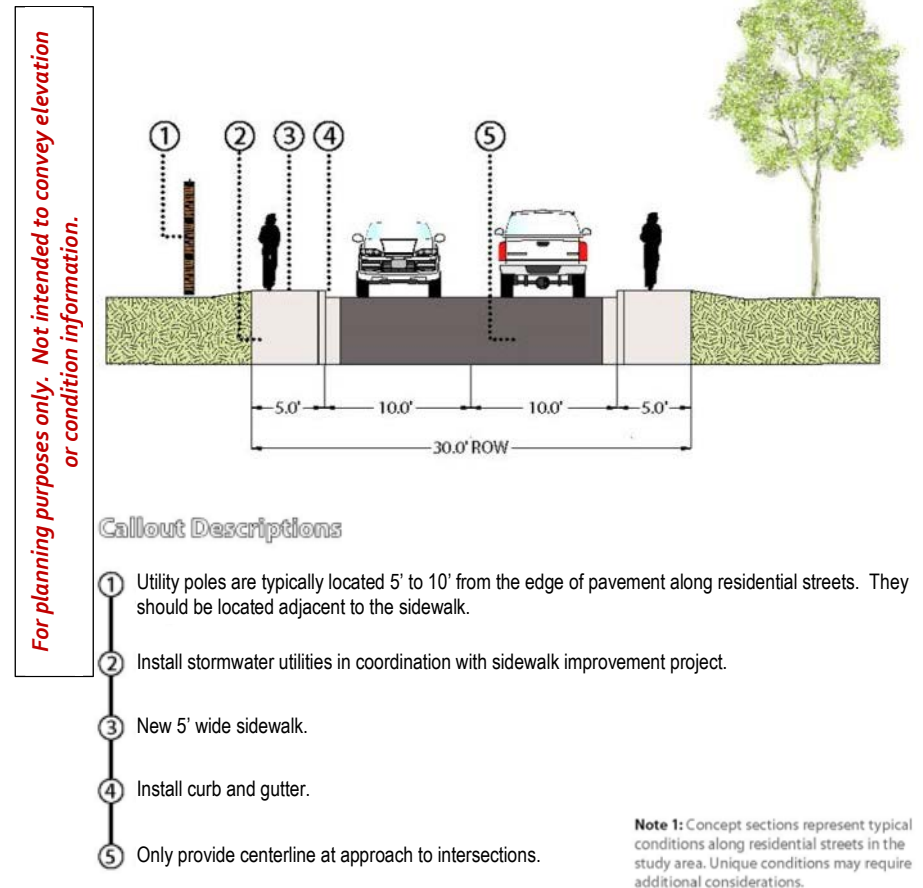 For planning purposes only. Not intended to convey elevation
or condition information.
1
2
3
4
5
5.0'
10.0'
10.0'
5.0'
30.0' ROW
Callout Descriptions
1 Utility poles are typically located 5' to 10' from the edge of pavement along residential streets. They
should be located adjacent to the sidewalk.
2 Install stormwater utilities in coordination with sidewalk improvement project.
3 New 5' wide sidewalk.
4 Install curb and gutter.
5 Only provide centerline at approach to intersections.
Note 1: Concept sections represent typical
conditions along residential streets in the
study area. Unique conditions may require
additional considerations.